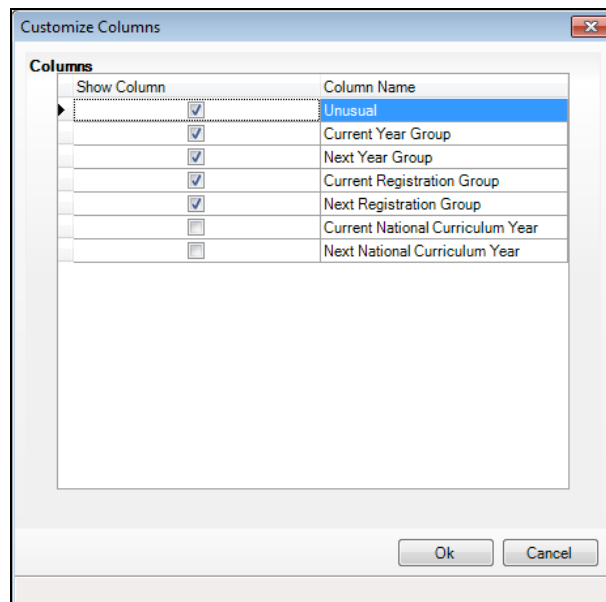 Customize Columns
Columns
Show Column Column Name
Unusual
Current Year Group
Next Year Group
Current Registration Group
Next Registration Group
Current National Curriculum Year
Next National Curriculum Year
Ok Cancel